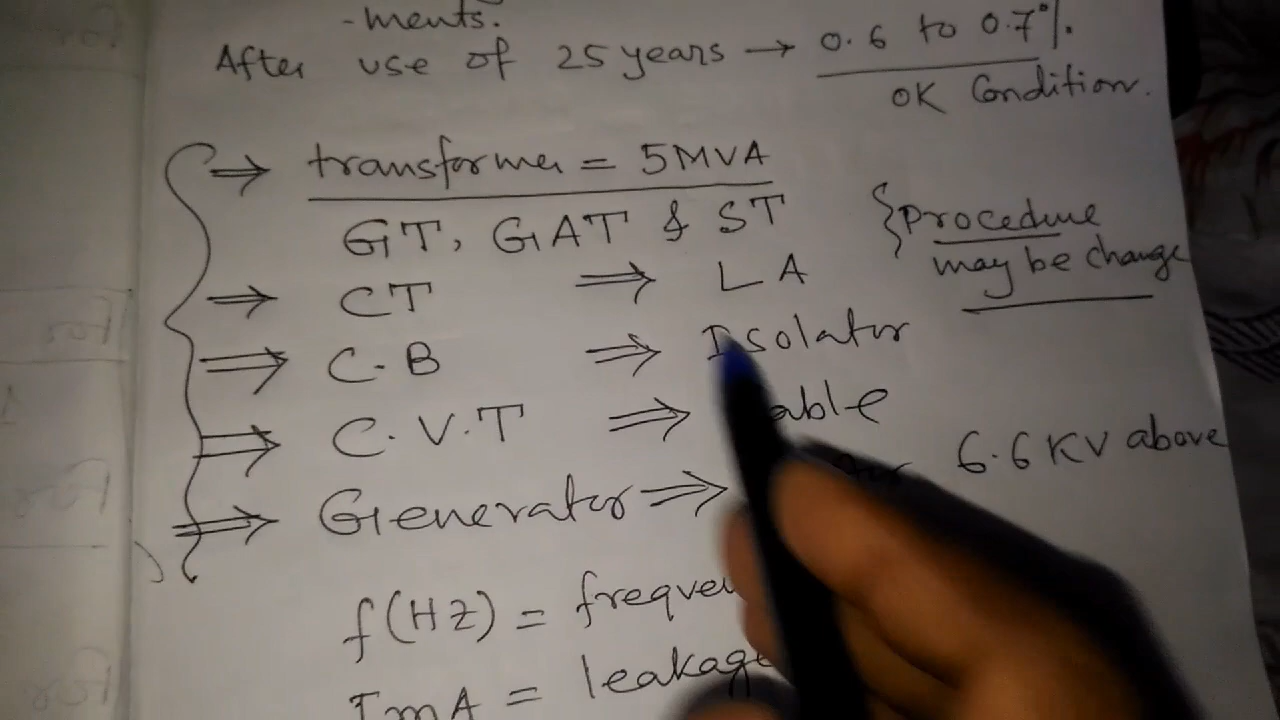 -ments.
After use of 25 years → 0.6 to 0.7%.
OK Condition.
⇒ transformer = 5MVA
GT, GAT & ST
{Procedure
may be change
⇒ CT ⇒ LA
⇒ C-B ⇒ Isolator
⇒ C.V.T ⇒ able
⇒ Generator ⇒ 6.6KV above
f(HZ) = freque
ImA = leakage